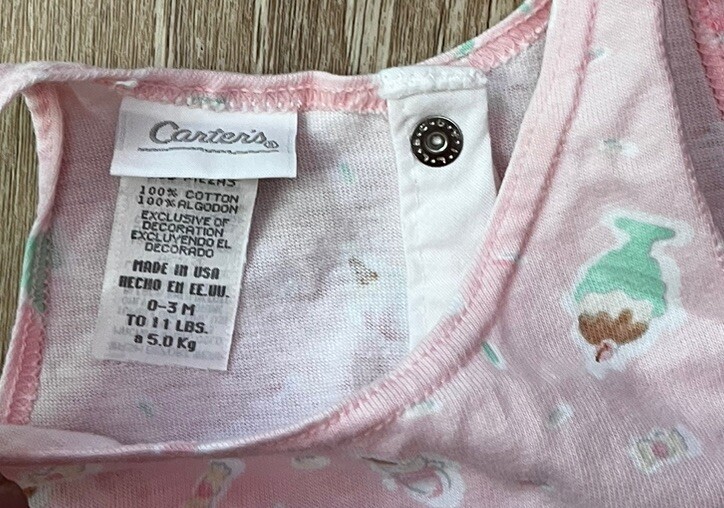 Carter's®
PIEZAS
100% COTTON
100% ALGODON
EXCLUSIVE OF
DECORATION
EXCLUYENDO EL
DECORADO
MADE IN USA
HECHO EN EE.UU.
0-3 M
TO 11 LBS.
a 5.0 Kg